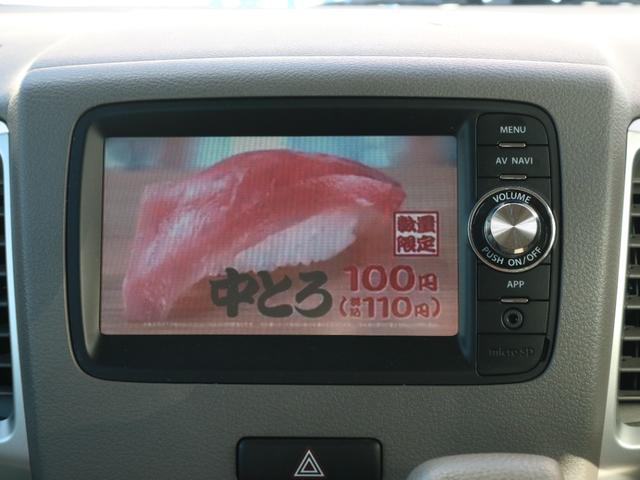 数量
限定
中とろ
100円
(税込110円)
MENU
AV NAVI
VOLUME
PUSH ON/OFF
APP
microSD